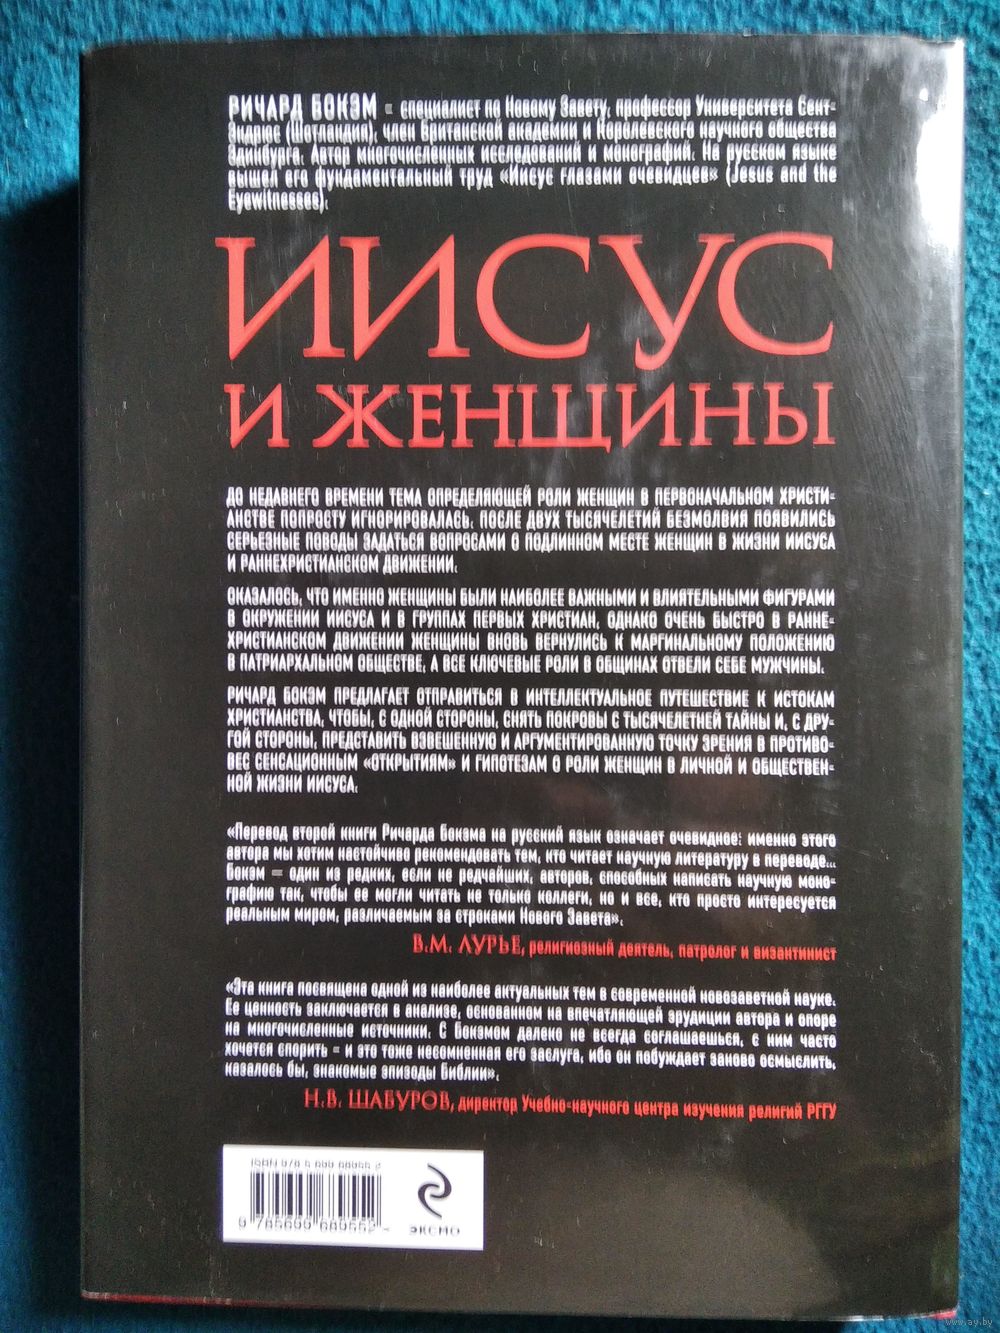 РИЧАРД БОКЭМ – специалист по Новому Завету, профессор Университета Сент-
Эндрюс (Шотландия), член Британской академии и Королевского научного общества
Эдинбурга. Автор многочисленных исследований и монографий. На русском языке
вышел его фундаментальный труд «Иисус глазами очевидцев» (Jesus and the
Eyewitnesses).
ИИСУС
И ЖЕНЩИНЫ
ДО НЕДАВНЕГО ВРЕМЕНИ ТЕМА ОПРЕДЕЛЯЮЩЕЙ РОЛИ ЖЕНЩИН В ПЕРВОНАЧАЛЬНОМ ХРИСТИ-
АНСТВЕ ПОПРОСТУ ИГНОРИРОВАЛАСЬ. ПОСЛЕ ДВУХ ТЫСЯЧЕЛЕТИЙ БЕЗМОЛВИЯ ПОЯВИЛИСЬ
СЕРЬЕЗНЫЕ ПОВОДЫ ЗАДАТЬСЯ ВОПРОСАМИ О ПОДЛИННОМ МЕСТЕ ЖЕНЩИН В ЖИЗНИ ИИСУСА
И РАННЕХРИСТИАНСКОМ ДВИЖЕНИИ.
ОКАЗАЛОСЬ, ЧТО ИМЕННО ЖЕНЩИНЫ БЫЛИ НАИБОЛЕЕ ВАЖНЫМИ И ВЛИЯТЕЛЬНЫМИ ФИГУРАМИ
В ОКРУЖЕНИИ ИИСУСА И В ГРУППАХ ПЕРВЫХ ХРИСТИАН, ОДНАКО ОЧЕНЬ БЫСТРО В РАННЕ-
ХРИСТИАНСКОМ ДВИЖЕНИИ ЖЕНЩИНЫ ВНОВЬ ВЕРНУЛИСЬ К МАРГИНАЛЬНОМУ ПОЛОЖЕНИЮ
В ПАТРИАРХАЛЬНОМ ОБЩЕСТВЕ, А ВСЕ КЛЮЧЕВЫЕ РОЛИ В ОБЩИНАХ ОТВЕЛИ СЕБЕ МУЖЧИНЫ.
РИЧАРД БОКЭМ ПРЕДЛАГАЕТ ОТПРАВИТЬСЯ В ИНТЕЛЛЕКТУАЛЬНОЕ ПУТЕШЕСТВИЕ К ИСТОКАМ
ХРИСТИАНСТВА, ЧТОБЫ, С ОДНОЙ СТОРОНЫ, СНЯТЬ ПОКРОВЫ С ТЫСЯЧЕЛЕТНЕЙ ТАЙНЫ И, С ДРУ-
ГОЙ СТОРОНЫ, ПРЕДСТАВИТЬ ВЗВЕШЕННУЮ И АРГУМЕНТИРОВАННУЮ ТОЧКУ ЗРЕНИЯ В ПРОТИВО-
ВЕС СЕНСАЦИОННЫМ «ОТКРЫТИЯМ» И ГИПОТЕЗАМ О РОЛИ ЖЕНЩИН В ЛИЧНОЙ И ОБЩЕСТВЕН-
НОЙ ЖИЗНИ ИИСУСА.
«Перевод второй книги Ричарда Бокэма на русский язык означает очевидное: именно этого
автора мы хотим настойчиво рекомендовать тем, кто читает научную литературу в переводе...
Бокэм – один из редких, если не редчайших, авторов, способных написать научную моно-
графию так, чтобы ее могли читать не только коллеги, но и все, кто просто интересуется
реальным миром, различаемым за строками Нового Завета».
В.М. ЛУРЬЕ, религиозный деятель, патролог и византинист
«Эта книга посвящена одной из наиболее актуальных тем в современной новозаветной науке.
Ее ценность заключается в анализе, основанном на впечатляющей эрудиции автора и опоре
на многочисленные источники. С Бокэмом далеко не всегда соглашаешься, с ним часто
хочется спорить – и это тоже несомненная его заслуга, ибо он побуждает заново осмыслить,
казалось бы, знакомые эпизоды Библии».
Н.В. ШАБУРОВ, директор Учебно-научного центра изучения религий РГГУ
ISBN 978-5-699-68955-2
9 785699 689552
ЭКСМО
www.ay.by